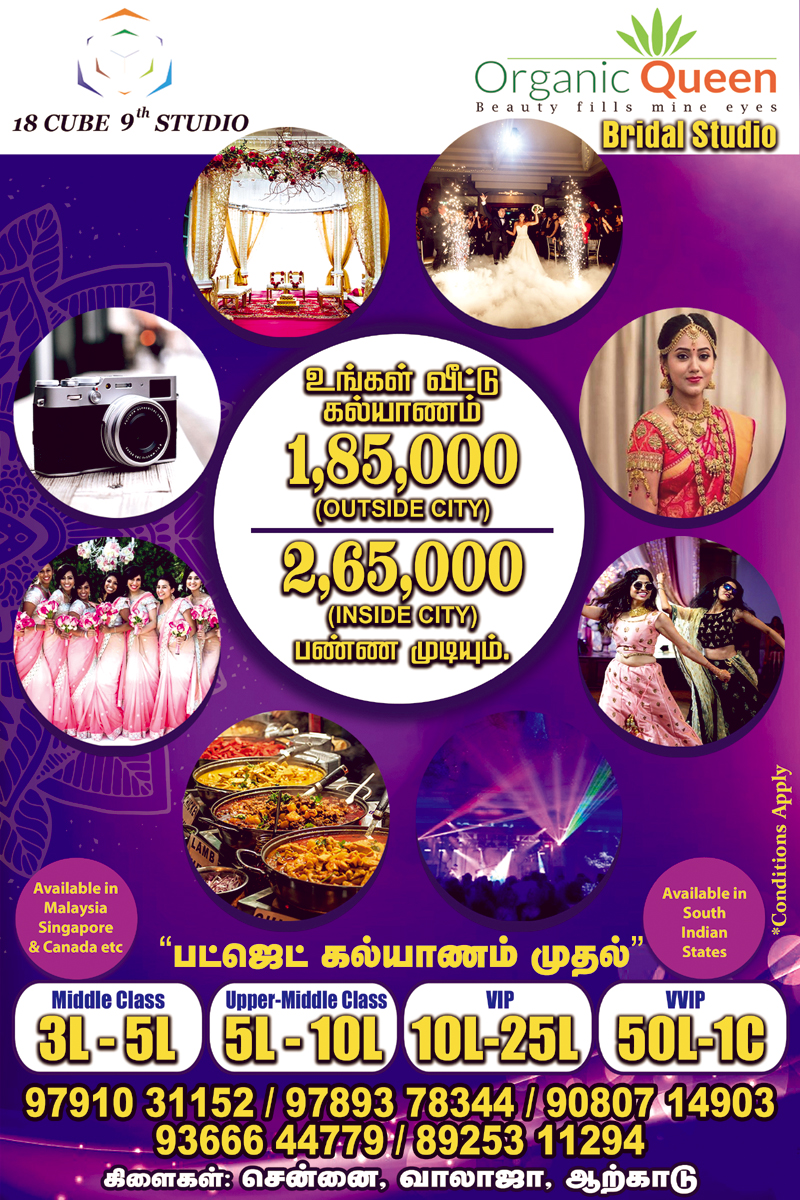 18 CUBE 9th STUDIO
Organic Queen
Beauty fills mine eyes
Bridal Studio
உங்கள் வீட்டு
கல்யாணம்
1,85,000
(OUTSIDE CITY)
2,65,000
(INSIDE CITY)
பண்ண முடியும்.
*Conditions Apply
LAMB
Available in
Malaysia
Singapore
& Canada etc
Available in
South
Indian
States
“பட்ஜெட் கல்யாணம் முதல்”
Middle Class
3L - 5L
Upper-Middle Class
5L - 10L
VIP
10L-25L
VVIP
50L-1C
97910 31152 / 97893 78344 / 90807 14903
93666 44779 / 89253 11294
கிளைகள்: சென்னை, வாலாஜா, ஆற்காடு